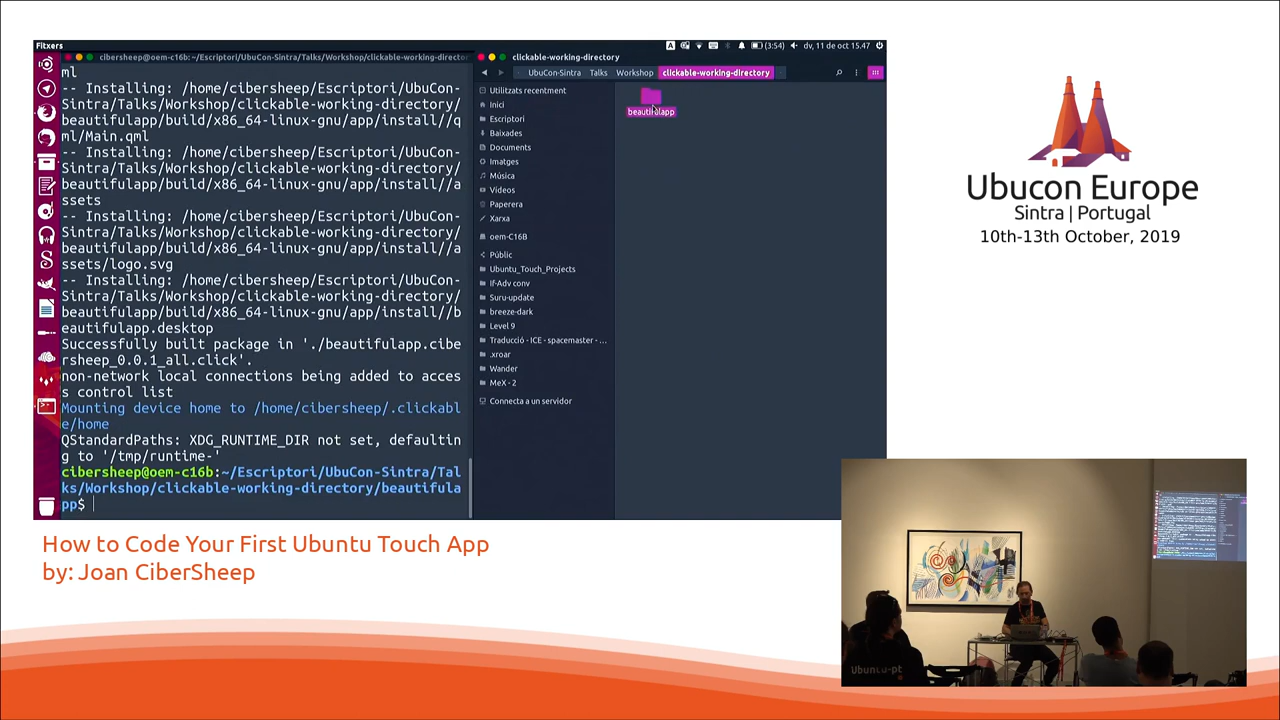 Fitxers
A
(3:54)
dv, 11 de oct 15.47
cibersheep@oem-c16b: ~/Escriptori/UbuCon-Sintra/Talks/Workshop/clickable-working-directory/
ml
-- Installing: /home/cibersheep/Escriptori/UbuCon-
Sintra/Talks/Workshop/clickable-working-directory/
beautifulapp/build/x86_64-linux-gnu/app/install//q
ml/Main.qml
-- Installing: /home/cibersheep/Escriptori/UbuCon-
Sintra/Talks/Workshop/clickable-working-directory/
beautifulapp/build/x86_64-linux-gnu/app/install//a
ssets
-- Installing: /home/cibersheep/Escriptori/UbuCon-
Sintra/Talks/Workshop/clickable-working-directory/
beautifulapp/build/x86_64-linux-gnu/app/install//a
ssets/logo.svg
-- Installing: /home/cibersheep/Escriptori/UbuCon-
Sintra/Talks/Workshop/clickable-working-directory/
beautifulapp/build/x86_64-linux-gnu/app/install//b
eautifulapp.desktop
Successfully built package in './beautifulapp.cibe
rsheep_0.0.1_all.click'.
non-network local connections being added to acces
s control list
Mounting device home to /home/cibersheep/.clickabl
e/home
QStandardPaths: XDG_RUNTIME_DIR not set, defaultin
g to '/tmp/runtime-'
cibersheep@oem-c16b:~/Escriptori/UbuCon-Sintra/Tal
ks/Workshop/clickable-working-directory/beautifula
pp$
clickable-working-directory
UbuCon-Sintra Talks Workshop clickable-working-directory
Utilitzats recentment
Inici
Escriptori
Baixades
Documents
Imatges
Música
Vídeos
Paperera
Xarxa
oem-C16B
Públic
Ubuntu_Touch_Projects
If-Adv conv
Suru-update
breeze-dark
Level 9
Traducció - ICE - spacemaster - ...
.xroar
Wander
MeX - 2
Connecta a un servidor
beautifulapp
Ubucon Europe
Sintra | Portugal
10th-13th October, 2019
How to Code Your First Ubuntu Touch App
by: Joan CiberSheep
Ubuntu-pt